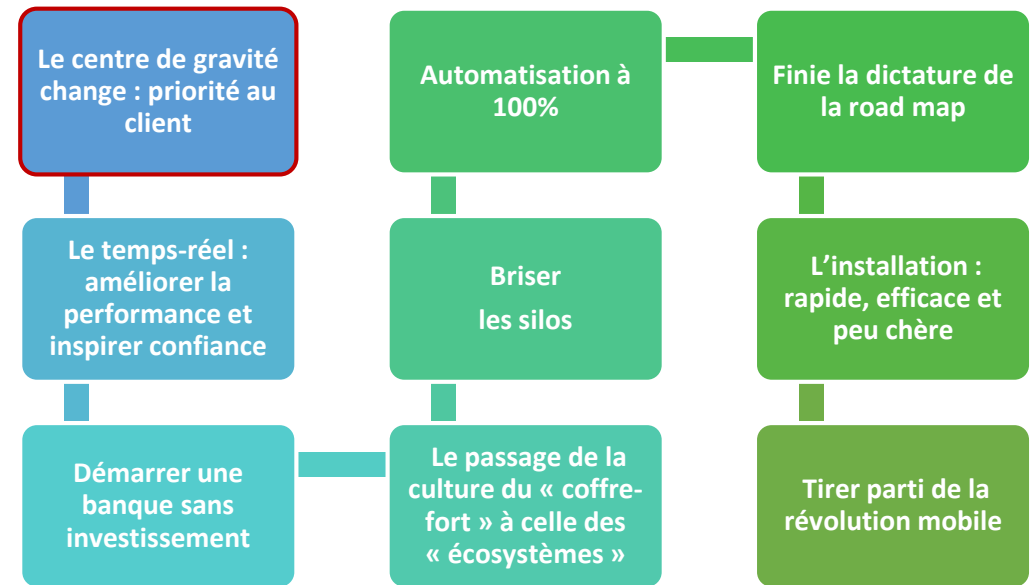 Le centre de gravité
change : priorité au
client
Le temps-réel :
améliorer la
performance et
inspirer confiance
Démarrer une
banque sans
investissement
Le passage de la
culture du « coffre-
fort » à celle des
« écosystèmes »
Briser
les silos
Automatisation à
100%
Finie la dictature de
la road map
L’installation :
rapide, efficace et
peu chère
Tirer parti de la
révolution mobile